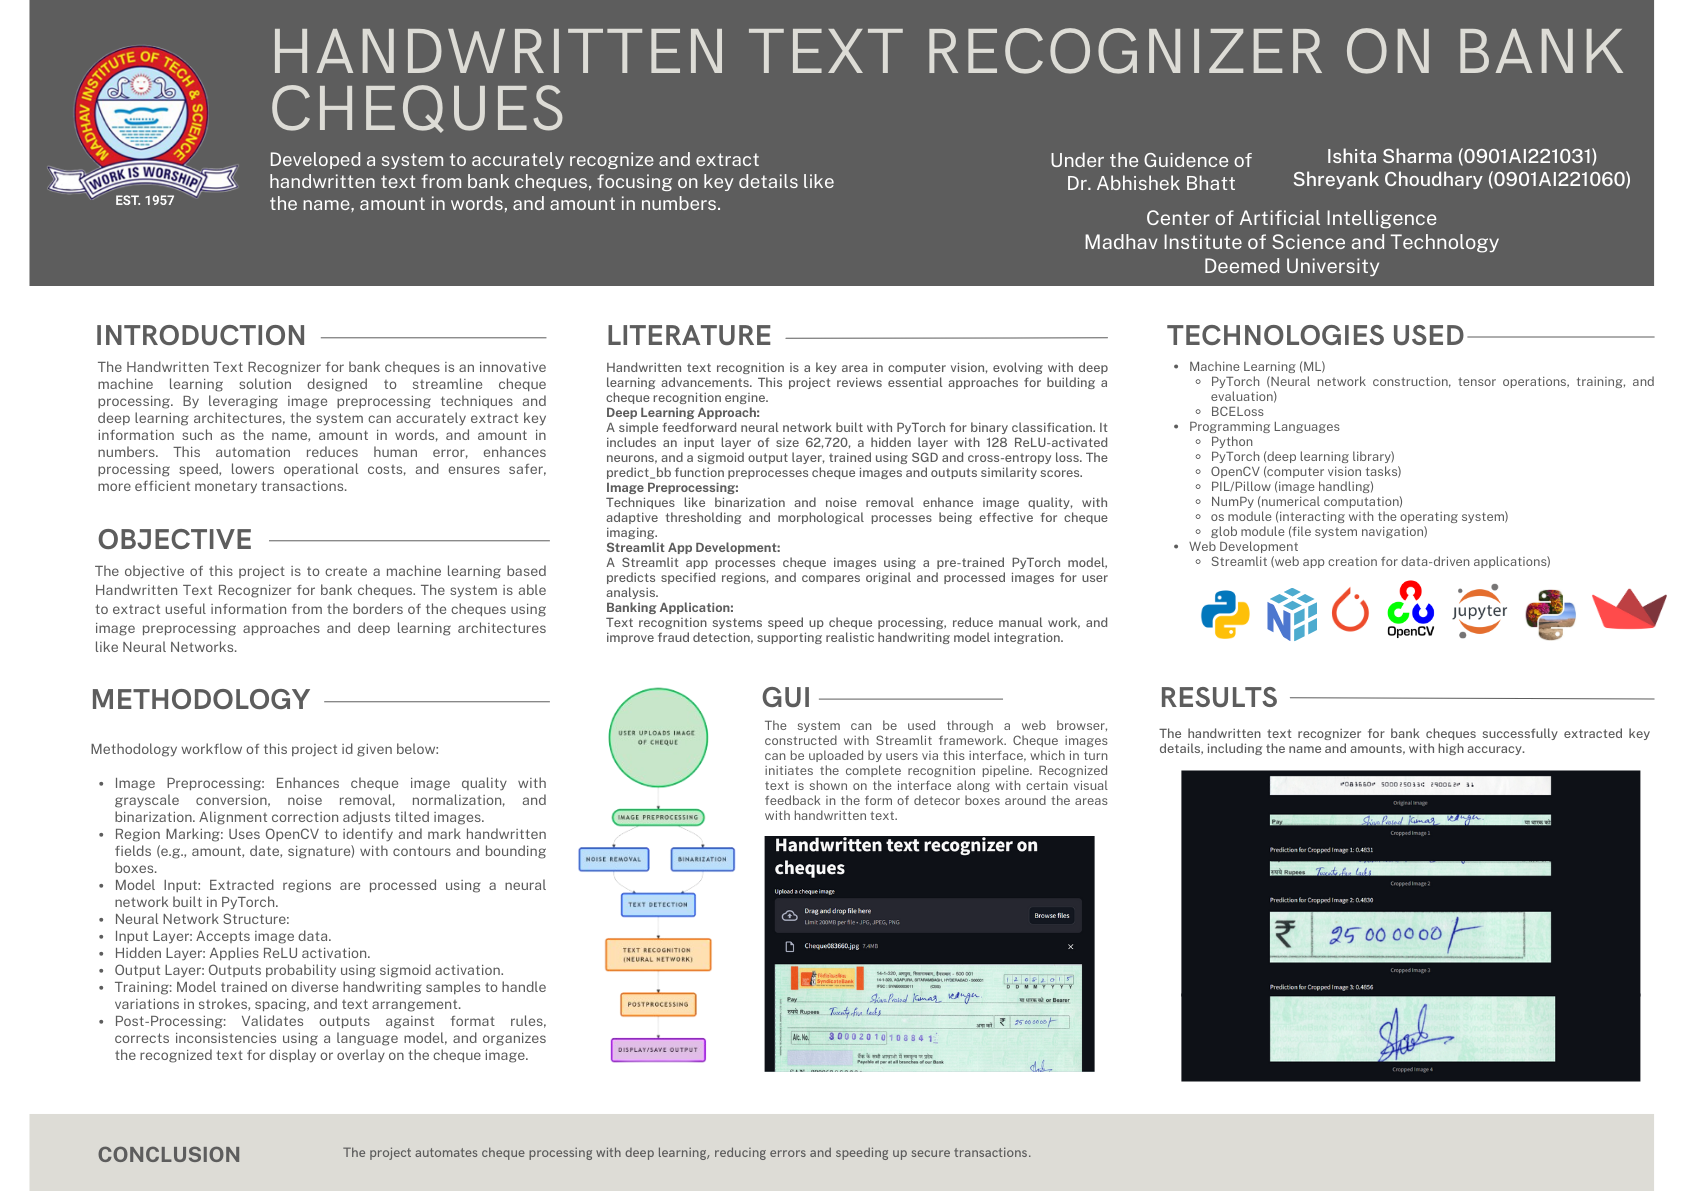 MADHAV INSTITUTE OF TECH & SCIENCE
WORK IS WORSHIP
EST. 1957
HANDWRITTEN TEXT RECOGNIZER ON BANK
CHEQUES
Developed a system to accurately recognize and extract
handwritten text from bank cheques, focusing on key details like
the name, amount in words, and amount in numbers.
Under the Guidence of
Dr. Abhishek Bhatt
Ishita Sharma (0901AI221031)
Shreyank Choudhary (0901AI221060)
Center of Artificial Intelligence
Madhav Institute of Science and Technology
Deemed University
INTRODUCTION
The Handwritten Text Recognizer for bank cheques is an innovative
machine learning solution designed to streamline cheque
processing. By leveraging image preprocessing techniques and
deep learning architectures, the system can accurately extract key
information such as the name, amount in words, and amount in
numbers. This automation reduces human error, enhances
processing speed, lowers operational costs, and ensures safer,
more efficient monetary transactions.
OBJECTIVE
The objective of this project is to create a machine learning based
Handwritten Text Recognizer for bank cheques. The system is able
to extract useful information from the borders of the cheques using
image preprocessing approaches and deep learning architectures
like Neural Networks.
LITERATURE
Handwritten text recognition is a key area in computer vision, evolving with deep
learning advancements. This project reviews essential approaches for building a
cheque recognition engine.
Deep Learning Approach:
A simple feedforward neural network built with PyTorch for binary classification. It
includes an input layer of size 62,720, a hidden layer with 128 ReLU-activated
neurons, and a sigmoid output layer, trained using SGD and cross-entropy loss. The
predict_bb function preprocesses cheque images and outputs similarity scores.
Image Preprocessing:
Techniques like binarization and noise removal enhance image quality, with
adaptive thresholding and morphological processes being effective for cheque
imaging.
Streamlit App Development:
A Streamlit app processes cheque images using a pre-trained PyTorch model,
predicts specified regions, and compares original and processed images for user
analysis.
Banking Application:
Text recognition systems speed up cheque processing, reduce manual work, and
improve fraud detection, supporting realistic handwriting model integration.
TECHNOLOGIES USED
• Machine Learning (ML)
◦ PyTorch (Neural network construction, tensor operations, training, and
evaluation)
◦ BCELoss
• Programming Languages
◦ Python
◦ PyTorch (deep learning library)
◦ OpenCV (computer vision tasks)
◦ PIL/Pillow (image handling)
◦ NumPy (numerical computation)
◦ os module (interacting with the operating system)
◦ glob module (file system navigation)
• Web Development
◦ Streamlit (web app creation for data-driven applications)
OpenCV
jupyter
METHODOLOGY
Methodology workflow of this project id given below:
• Image Preprocessing: Enhances cheque image quality with
grayscale conversion, noise removal, normalization, and
binarization. Alignment correction adjusts tilted images.
• Region Marking: Uses OpenCV to identify and mark handwritten
fields (e.g., amount, date, signature) with contours and bounding
boxes.
• Model Input: Extracted regions are processed using a neural
network built in PyTorch.
• Neural Network Structure:
• Input Layer: Accepts image data.
• Hidden Layer: Applies ReLU activation.
• Output Layer: Outputs probability using sigmoid activation.
• Training: Model trained on diverse handwriting samples to handle
variations in strokes, spacing, and text arrangement.
• Post-Processing: Validates outputs against format rules,
corrects inconsistencies using a language model, and organizes
the recognized text for display or overlay on the cheque image.
USER UPLOADS IMAGE
OF CHEQUE
IMAGE PREPROCESSING
NOISE REMOVAL
BINARIZATION
TEXT DETECTION
TEXT RECOGNITION
(NEURAL NETWORK)
POSTPROCESSING
DISPLAY/SAVE OUTPUT
GUI
The system can be used through a web browser,
constructed with Streamlit framework. Cheque images
can be uploaded by users via this interface, which in turn
initiates the complete recognition pipeline. Recognized
text is shown on the interface along with certain visual
feedback in the form of detecor boxes around the areas
with handwritten text.
Handwritten text recognizer on
cheques
Upload a cheque image
Drag and drop file here
Limit 200MB per file • JPG, JPEG, PNG
Browse files
Cheque083660.jpg 7.4MB
SyndicateBank
Pay
Shiva Prasad Kumar
या धारक को or Bearer
रुपये Rupees
Twenty five lacks
अदा करें ₹ 25 00 0000/-
A/c. No. 30002010108841
Payable at par at all branches of our Bank
RESULTS
The handwritten text recognizer for bank cheques successfully extracted key
details, including the name and amounts, with high accuracy.
Original Image
Pay
Shiva Prasad Kumar
या धारक को
Cropped Image 1
Prediction for Cropped Image 1: 0.4831
रुपये Rupees Twenty five lacks
Cropped Image 2
Prediction for Cropped Image 2: 0.4830
₹ 25 00 0000/-
Cropped Image 3
Prediction for Cropped Image 3: 0.4856
Cropped Image 4
CONCLUSION
The project automates cheque processing with deep learning, reducing errors and speeding up secure transactions.